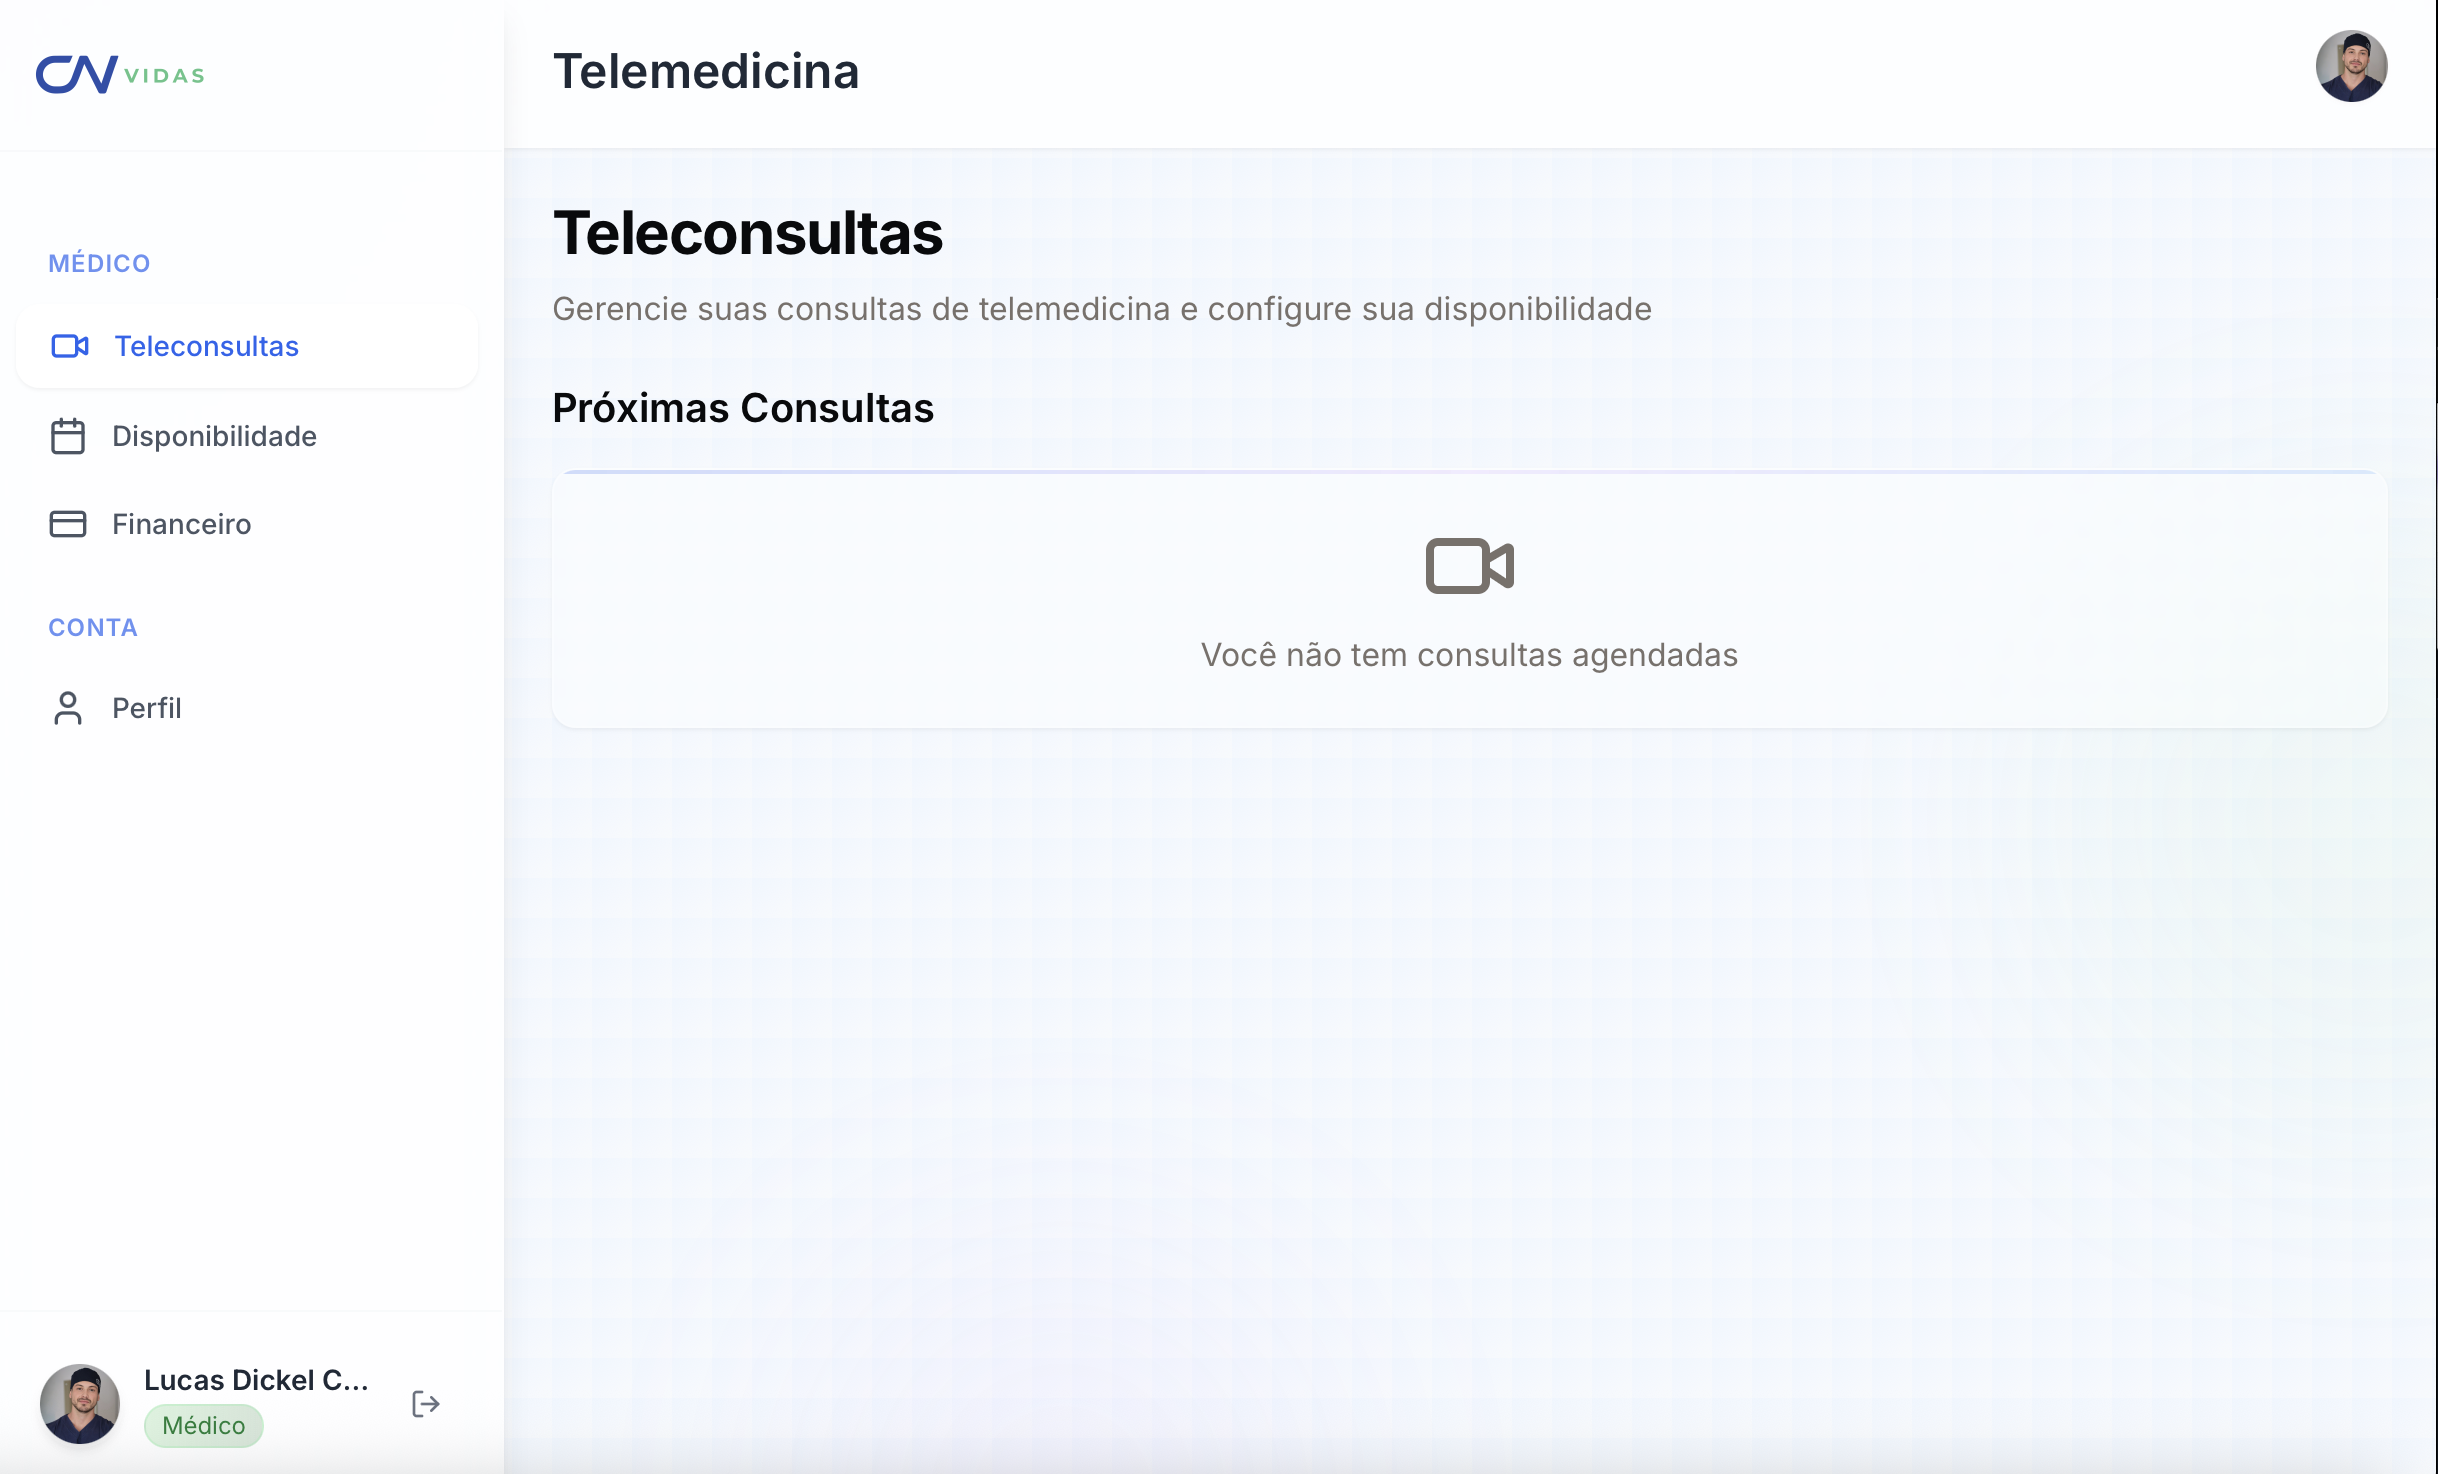 CN VIDAS
Telemedicina
MÉDICO
Teleconsultas
Disponibilidade
Financeiro
CONTA
Perfil
Lucas Dickel C...
Médico
Teleconsultas
Gerencie suas consultas de telemedicina e configure sua disponibilidade
Próximas Consultas
Você não tem consultas agendadas